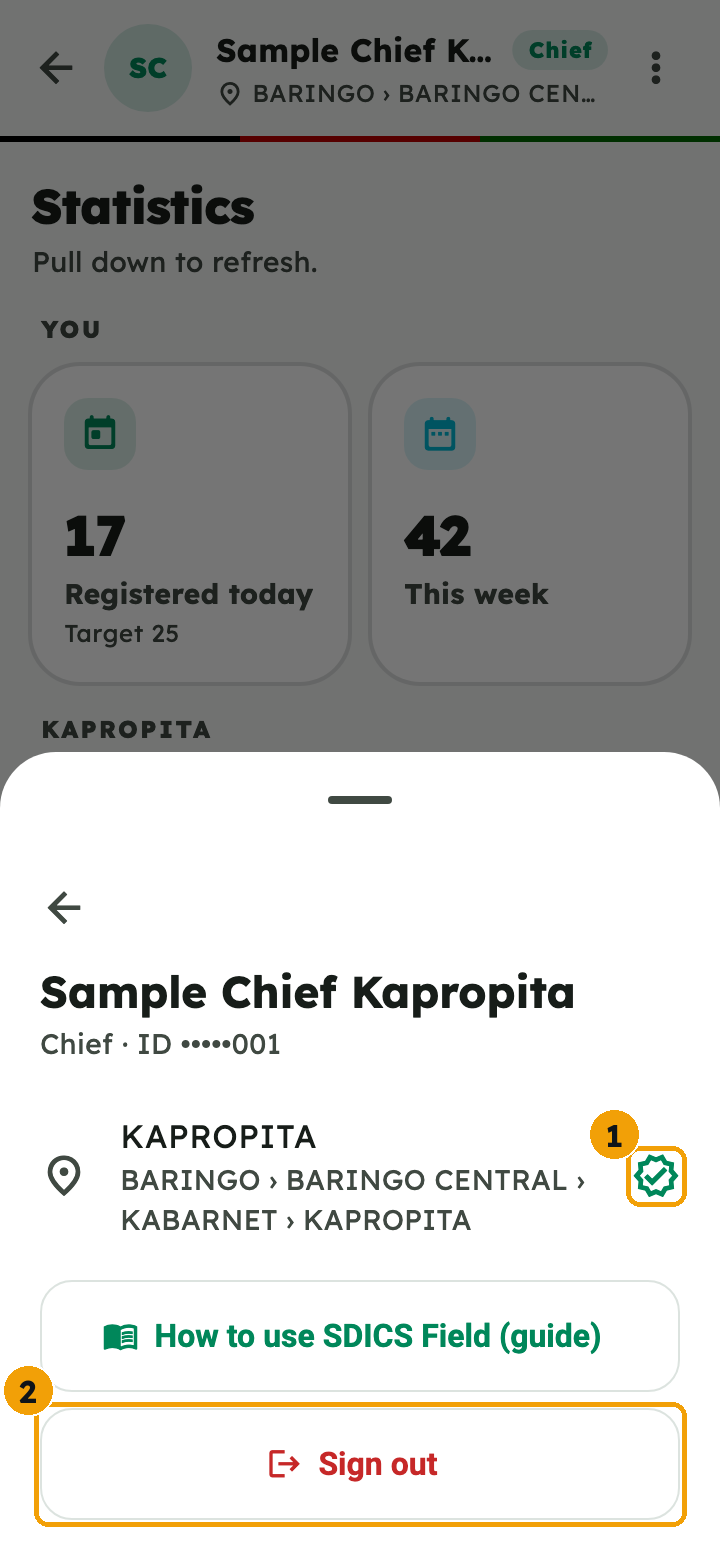 SC
Sample Chief K...
Chief
BARINGO › BARINGO CEN...
Statistics
Pull down to refresh.
YOU
17
Registered today
Target 25
42
This week
KAPROPITA
Sample Chief Kapropita
Chief · ID •••••001
KAPROPITA
BARINGO › BARINGO CENTRAL ›
KABARNET › KAPROPITA
1
How to use SDICS Field (guide)
2
Sign out